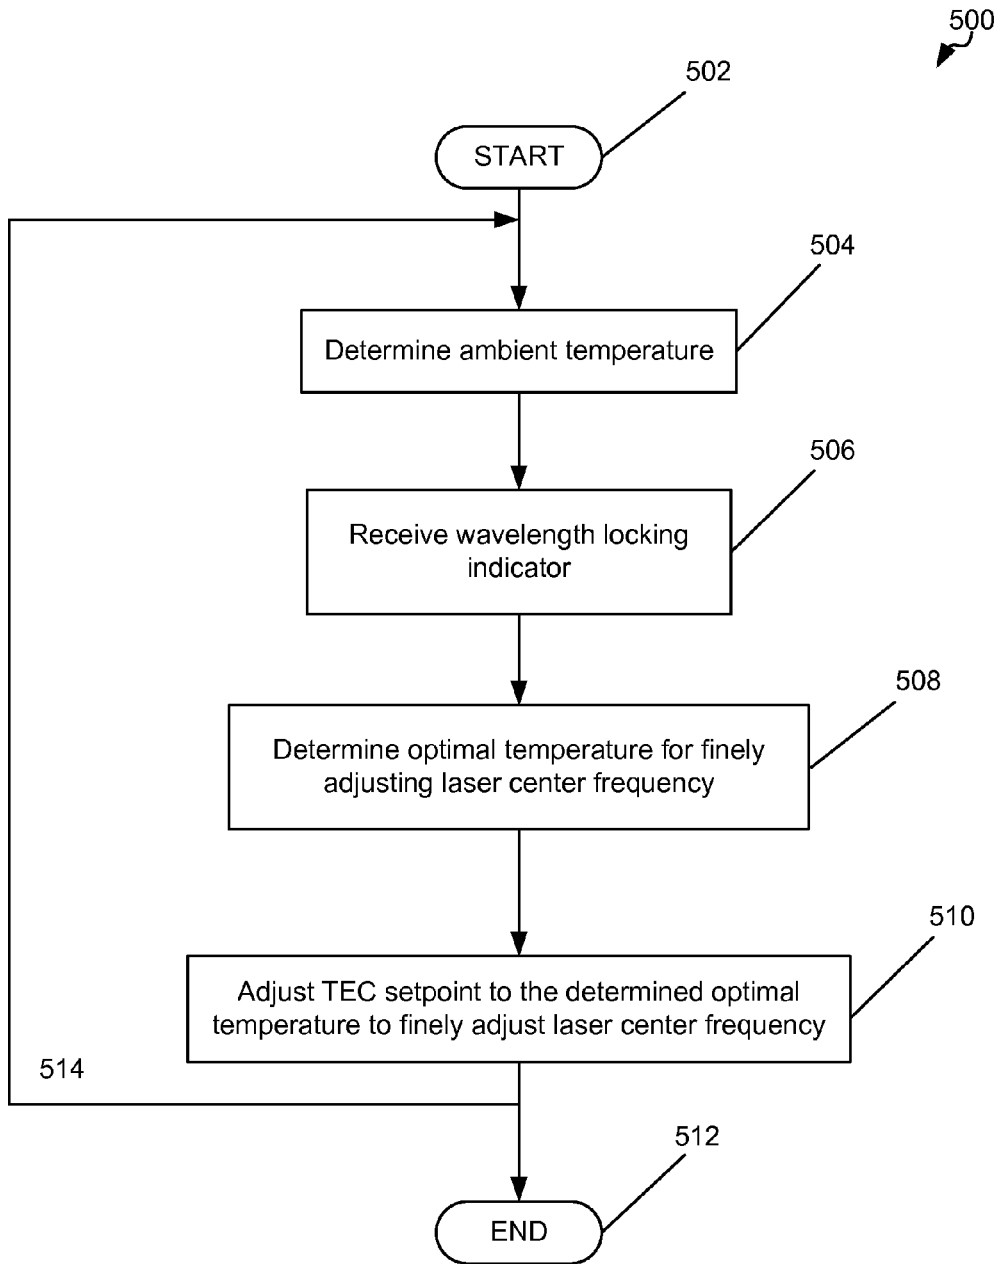 500
502
START
504
Determine ambient temperature
506
Receive wavelength locking
indicator
508
Determine optimal temperature for finely
adjusting laser center frequency
510
Adjust TEC setpoint to the determined optimal
temperature to finely adjust laser center frequency
514
512
END